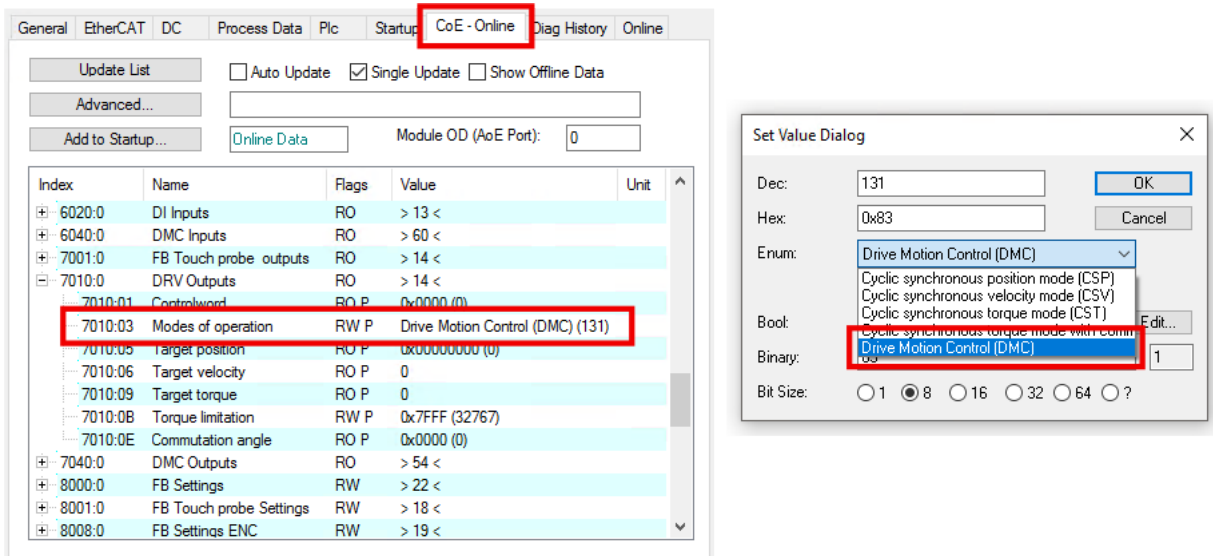 General EtherCAT DC Process Data Plc Startup CoE - Online Diag History Online
Update List Auto Update Single Update Show Offline Data
Advanced...
Add to Startup... Online Data Module OD (AoE Port): 0
Index Name Flags Value Unit
6020:0 DI Inputs RO > 13 <
6040:0 DMC Inputs RO > 60 <
7001:0 FB Touch probe outputs RO > 14 <
7010:0 DRV Outputs RO > 14 <
7010:01 Controlword RO P 0x0000 (0)
7010:03 Modes of operation RW P Drive Motion Control (DMC) (131)
7010:05 Target position RO P 0x00000000 (0)
7010:06 Target velocity RO P 0
7010:09 Target torque RO P 0
7010:0B Torque limitation RW P 0x7FFF (32767)
7010:0E Commutation angle RO P 0x0000 (0)
7040:0 DMC Outputs RO > 54 <
8000:0 FB Settings RW > 22 <
8001:0 FB Touch probe Settings RW > 18 <
8008:0 FB Settings ENC RW > 19 <
Set Value Dialog
Dec: 131 OK
Hex: 0x83 Cancel
Enum: Drive Motion Control (DMC)
Cyclic synchronous position mode (CSP)
Cyclic synchronous velocity mode (CSV)
Cyclic synchronous torque mode (CST)
Bool: Cyclic synchronous torque mode with comm Edit...
Drive Motion Control (DMC)
Binary: 1
Bit Size: 1 8 16 32 64 ?